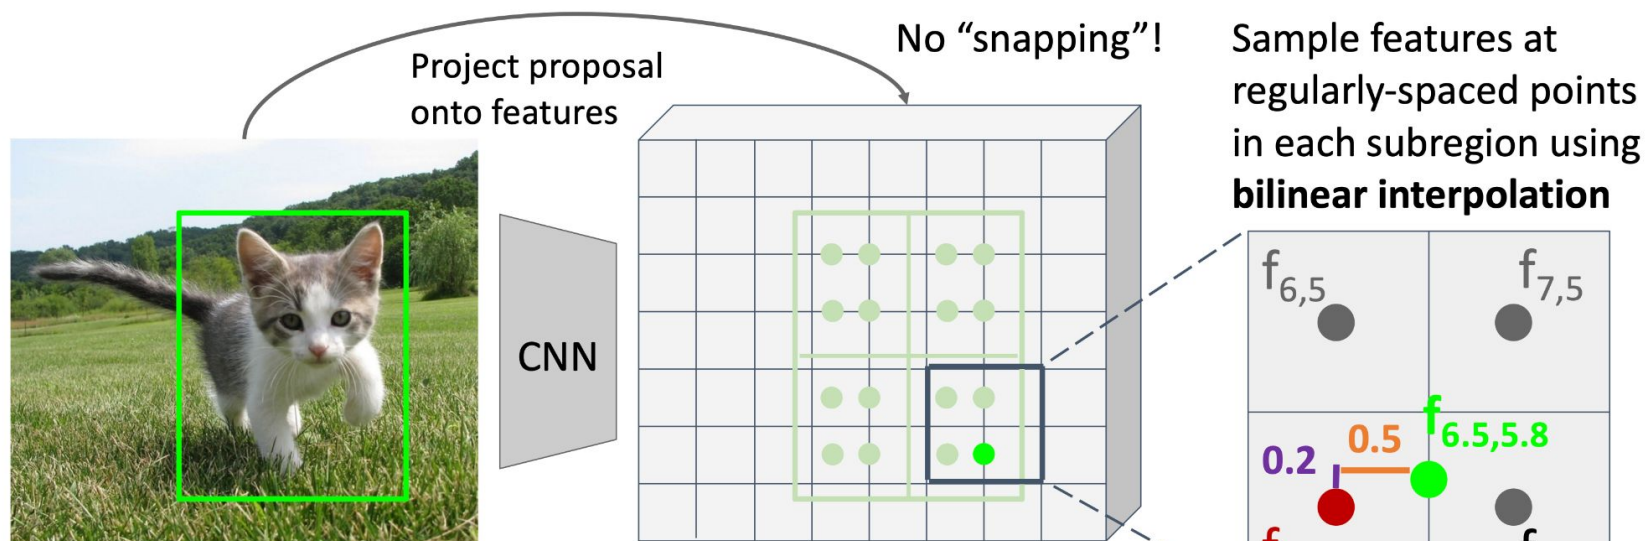 Project proposal
onto features
No “snapping”!
Sample features at
regularly-spaced points
in each subregion using
bilinear interpolation
CNN
f6,5
f7,5
f6.5,5.8
0.5
0.2